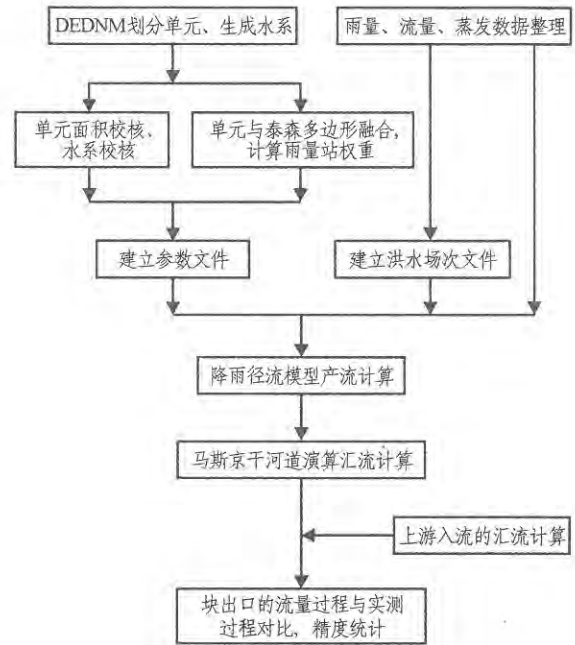 DEDNM划分单元、生成水系
雨量、流量、蒸发数据整理
单元面积校核、
水系校核
单元与泰森多边形融合,
计算雨量站权重
建立参数文件
建立洪水场次文件
降雨径流模型产流计算
马斯京干河道演算汇流计算
上游入流的汇流计算
块出口的流量过程与实测
过程对比, 精度统计